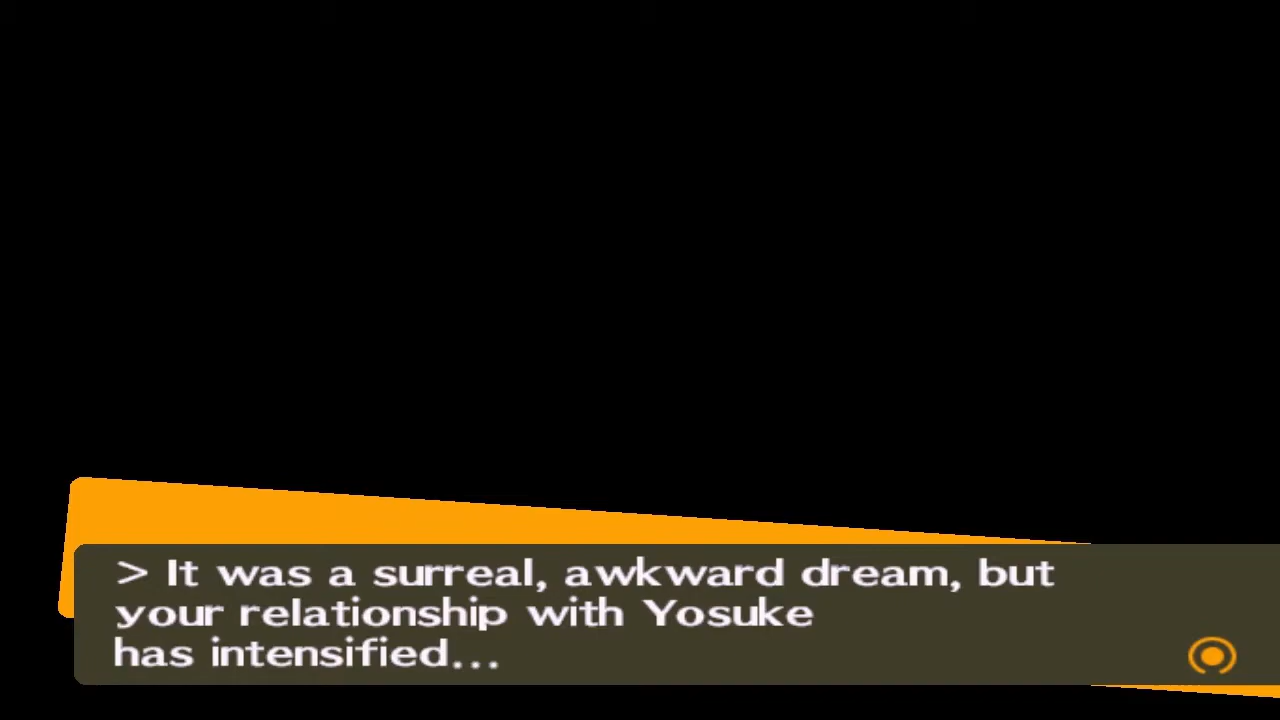 > It was a surreal, awkward dream, but
your relationship with Yosuke
has intensified...